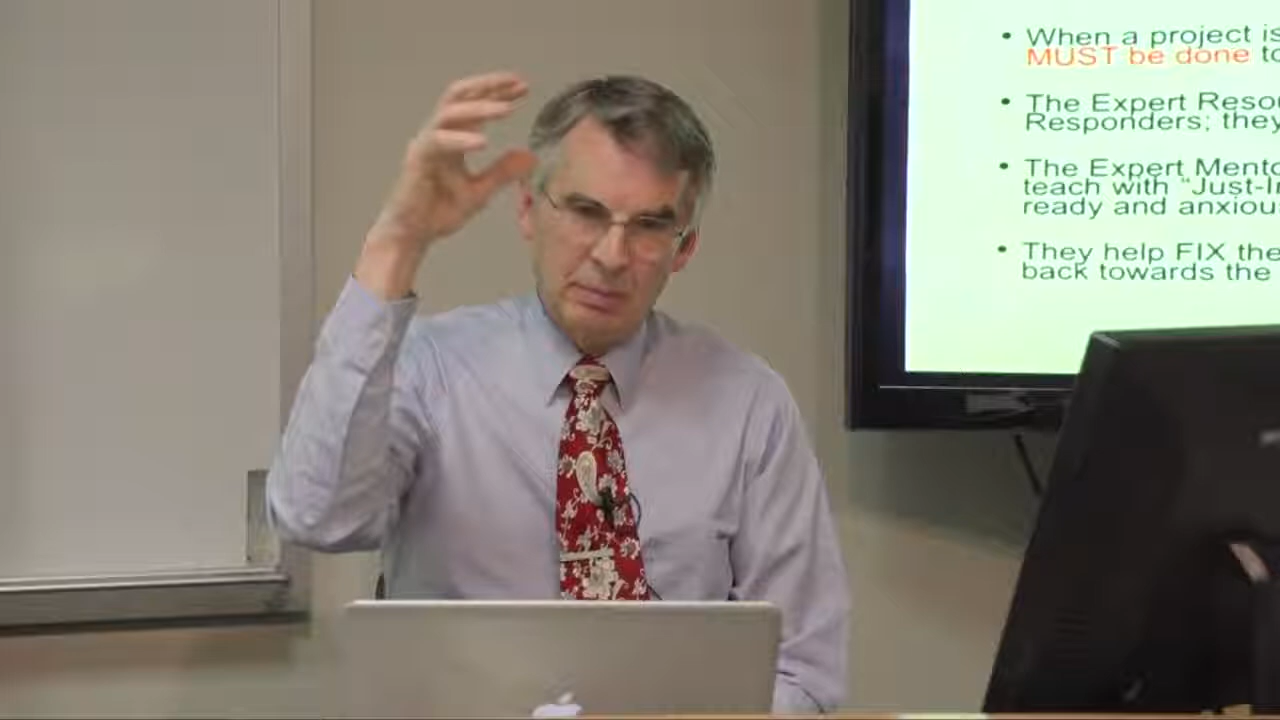 • When a project is
MUST be done to
• The Expert Reso
Responders; they
• The Expert Mento
teach with “Just-I
ready and anxiou
• They help FIX the
back towards the